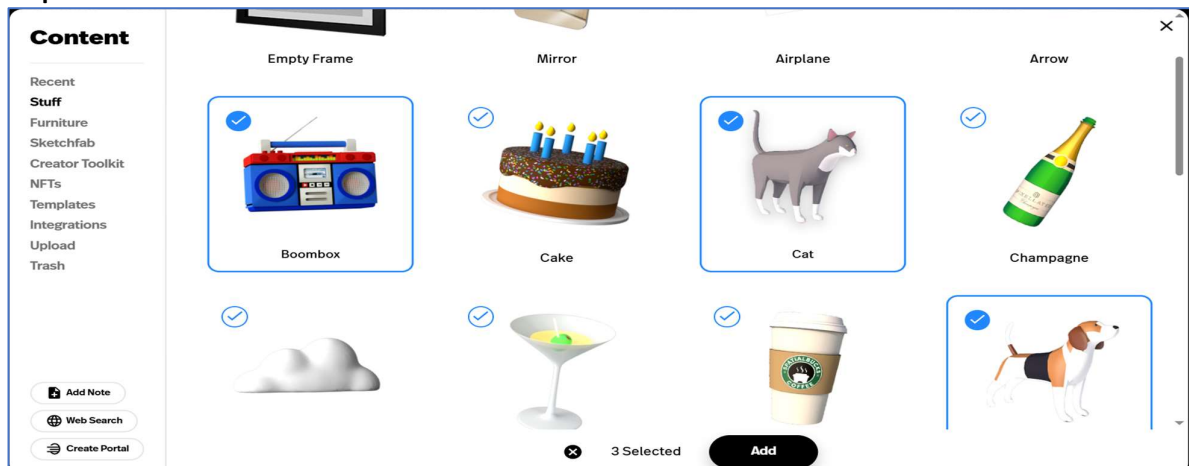 Content
Recent
Stuff
Furniture
Sketchfab
Creator Toolkit
NFTs
Templates
Integrations
Upload
Trash
Add Note
Web Search
Create Portal
Empty Frame
Mirror
Airplane
Arrow
Boombox
Cake
Cat
Champagne
COFFEE
3 Selected
Add